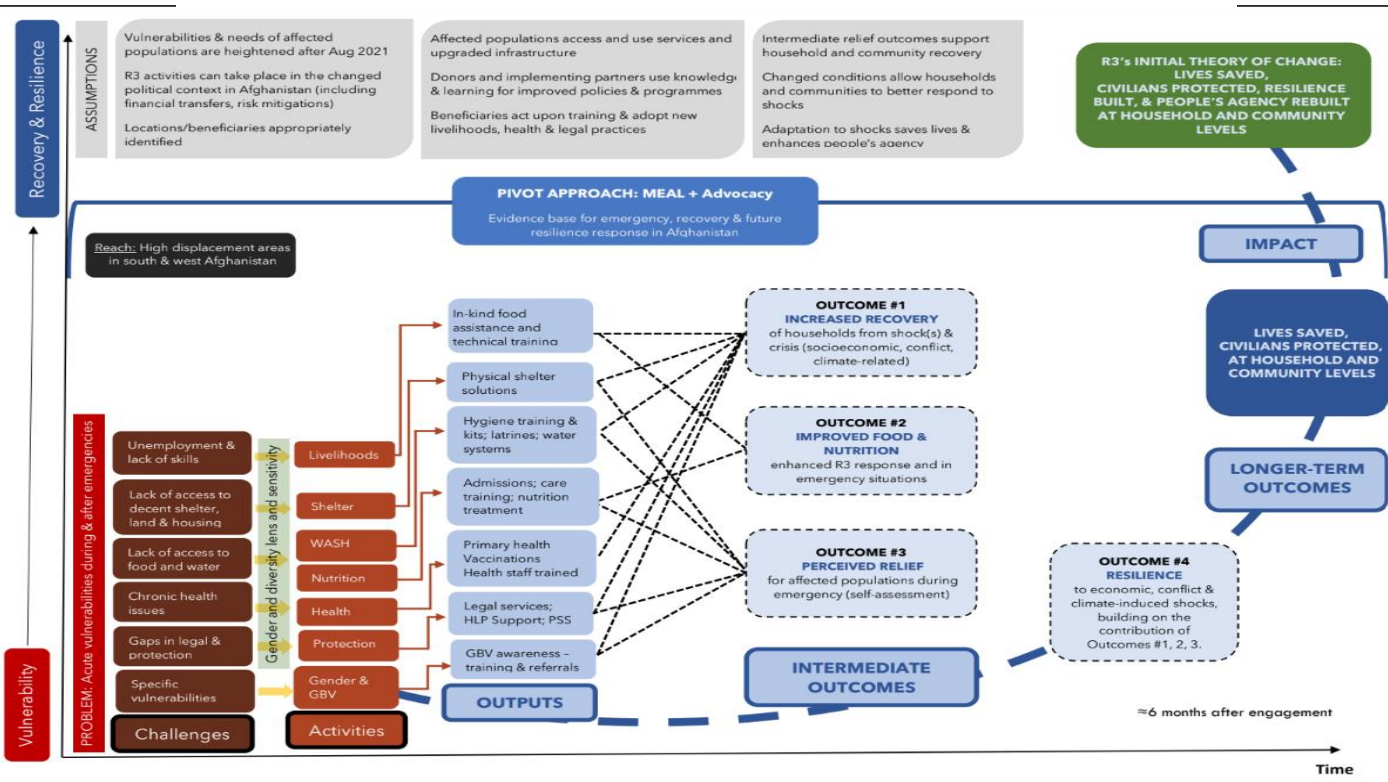 Recovery & Resilience
ASSUMPTIONS
Vulnerabilities & needs of affected
populations are heightened after Aug 2021
R3 activities can take place in the changed
political context in Afghanistan (including
financial transfers, risk mitigations)
Locations/beneficiaries appropriately
identified
Affected populations access and use services and
upgraded infrastructure
Donors and implementing partners use knowledge
& learning for improved policies & programmes
Beneficiaries act upon training & adopt new
livelihoods, health & legal practices
Intermediate relief outcomes support
household and community recovery
Changed conditions allow households
and communities to better respond to
shocks
Adaptation to shocks saves lives &
enhances people's agency
R3's INITIAL THEORY OF CHANGE:
LIVES SAVED,
CIVILIANS PROTECTED, RESILIENCE
BUILT, & PEOPLE'S AGENCY REBUILT
AT HOUSEHOLD AND COMMUNITY
LEVELS
PIVOT APPROACH: MEAL + Advocacy
Evidence base for emergency, recovery & future
resilience response in Afghanistan
Reach: High displacement areas
in south & west Afghanistan
IMPACT
LIVES SAVED,
CIVILIANS PROTECTED,
AT HOUSEHOLD AND
COMMUNITY LEVELS
LONGER-TERM
OUTCOMES
Vulnerability
PROBLEM: Acute vulnerabilities during & after emergencies
Unemployment &
lack of skills
Lack of access to
decent shelter,
land & housing
Lack of access to
food and water
Chronic health
issues
Gaps in legal &
protection
Specific
vulnerabilities
Challenges
Gender and diversity lens and sensitivity
Livelihoods
Shelter
WASH
Nutrition
Health
Protection
Gender &
GBV
Activities
In-kind food
assistance and
technical training
Physical shelter
solutions
Hygiene training &
kits; latrines; water
systems
Admissions; care
training; nutrition
treatment
Primary health
Vaccinations
Health staff trained
Legal services;
HLP Support; PSS
GBV awareness –
training & referrals
OUTPUTS
OUTCOME #1
INCREASED RECOVERY
of households from shock(s) &
crisis (socioeconomic, conflict,
climate-related)
OUTCOME #2
IMPROVED FOOD &
NUTRITION
enhanced R3 response and in
emergency situations
OUTCOME #3
PERCEIVED RELIEF
for affected populations during
emergency (self-assessment)
INTERMEDIATE
OUTCOMES
OUTCOME #4
RESILIENCE
to economic, conflict &
climate-induced shocks,
building on the
contribution of
Outcomes #1, 2, 3.
≈6 months after engagement
Time